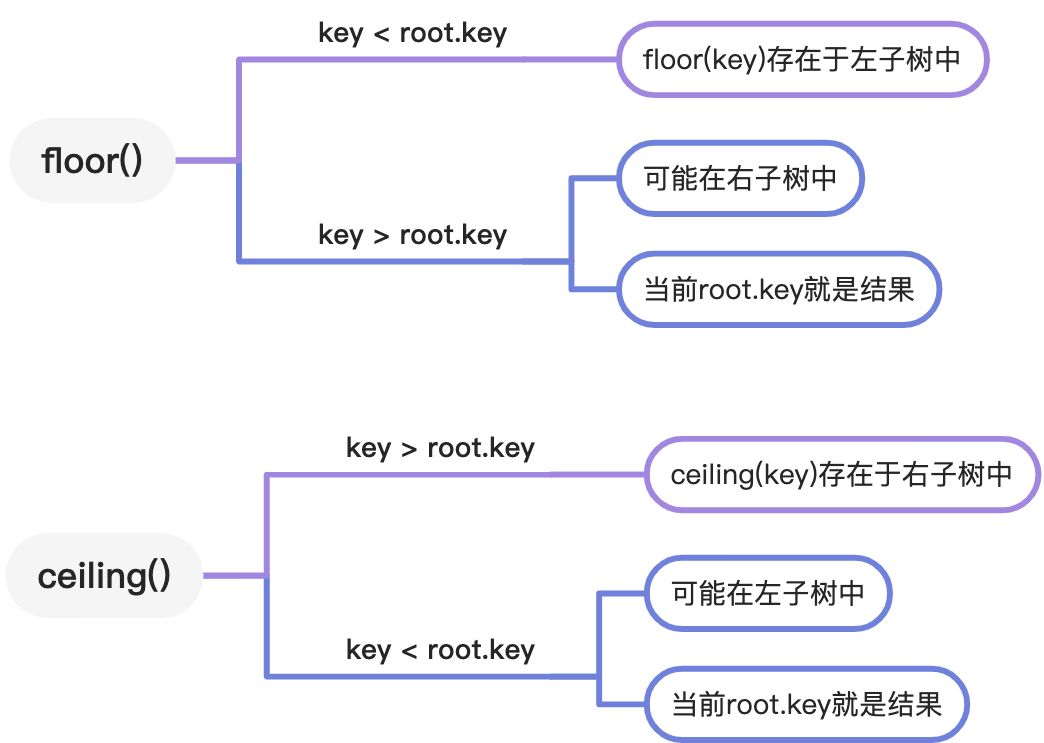 key < root.key
floor(key)存在于左子树中
floor()
可能在右子树中
key > root.key
当前root.key就是结果
key > root.key
ceiling(key)存在于右子树中
ceiling()
可能在左子树中
key < root.key
当前root.key就是结果